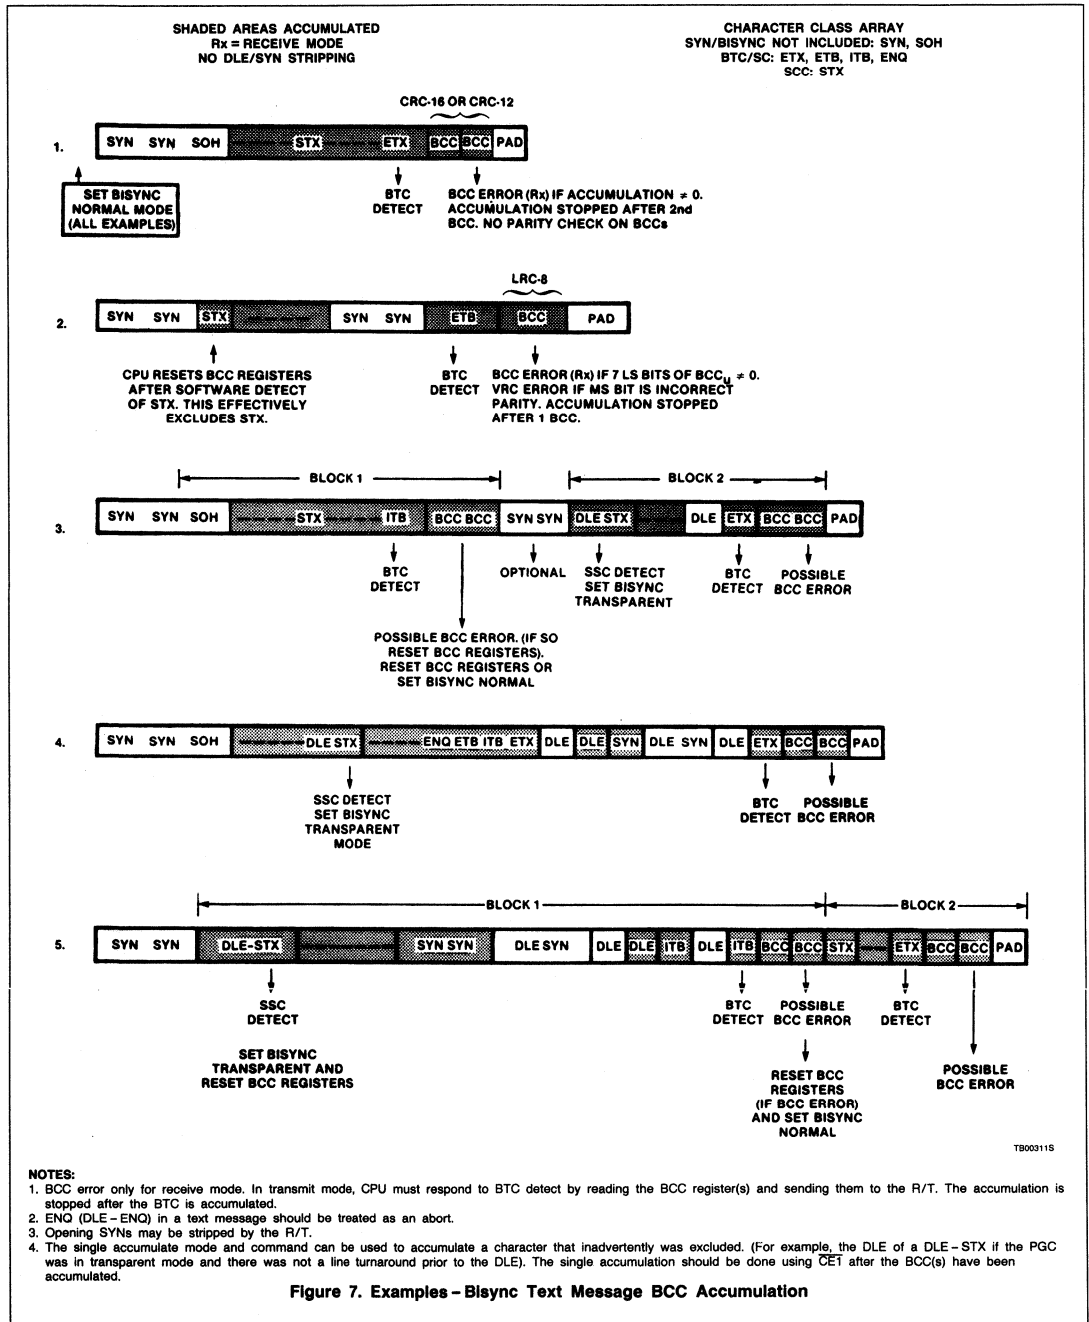 SHADED AREAS ACCUMULATED
Rx = RECEIVE MODE
NO DLE/SYN STRIPPING
CHARACTER CLASS ARRAY
SYN/BISYNC NOT INCLUDED: SYN, SOH
BTC/SC: ETX, ETB, ITB, ENQ
SCC: STX
CRC-16 OR CRC-12
1. SYN SYN SOH STX ETX BCC BCC PAD
SET BISYNC
NORMAL MODE
(ALL EXAMPLES)
BTC
DETECT
BCC ERROR (Rx) IF ACCUMULATION ≠ 0.
ACCUMULATION STOPPED AFTER 2nd
BCC. NO PARITY CHECK ON BCCs
LRC-8
2. SYN SYN STX SYN SYN ETB BCC PAD
CPU RESETS BCC REGISTERS
AFTER SOFTWARE DETECT
OF STX. THIS EFFECTIVELY
EXCLUDES STX.
BTC
DETECT
BCC ERROR (Rx) IF 7 LS BITS OF BCCU ≠ 0.
VRC ERROR IF MS BIT IS INCORRECT
PARITY. ACCUMULATION STOPPED
AFTER 1 BCC.
BLOCK 1 BLOCK 2
3. SYN SYN SOH STX ITB BCC BCC SYN SYN DLE STX DLE ETX BCC BCC PAD
BTC
DETECT
OPTIONAL
SSC DETECT
SET BISYNC
TRANSPARENT
BTC
DETECT
POSSIBLE
BCC ERROR
POSSIBLE BCC ERROR. (IF SO
RESET BCC REGISTERS).
RESET BCC REGISTERS OR
SET BISYNC NORMAL
4. SYN SYN SOH DLE STX ENQ ETB ITB ETX DLE DLE SYN DLE SYN DLE ETX BCC BCC PAD
SSC DETECT
SET BISYNC
TRANSPARENT
MODE
BTC
DETECT
POSSIBLE
BCC ERROR
BLOCK 1 BLOCK 2
5. SYN SYN DLE-STX SYN SYN DLE SYN DLE DLE ITB DLE ITB BCC BCC STX ETX BCC BCC PAD
SSC
DETECT
SET BISYNC
TRANSPARENT AND
RESET BCC REGISTERS
BTC
DETECT
POSSIBLE
BCC ERROR
RESET BCC
REGISTERS
(IF BCC ERROR)
AND SET BISYNC
NORMAL
BTC
DETECT
POSSIBLE
BCC ERROR
TB00311S
NOTES:
1. BCC error only for receive mode. In transmit mode, CPU must respond to BTC detect by reading the BCC register(s) and sending them to the R/T. The accumulation is
stopped after the BTC is accumulated.
2. ENQ (DLE – ENQ) in a text message should be treated as an abort.
3. Opening SYNs may be stripped by the R/T.
4. The single accumulate mode and command can be used to accumulate a character that inadvertently was excluded. (For example, the DLE of a DLE – STX if the PGC
was in transparent mode and there was not a line turnaround prior to the DLE). The single accumulation should be done using C̅E̅1̅ after the BCC(s) have been
accumulated.
Figure 7. Examples – Bisync Text Message BCC Accumulation